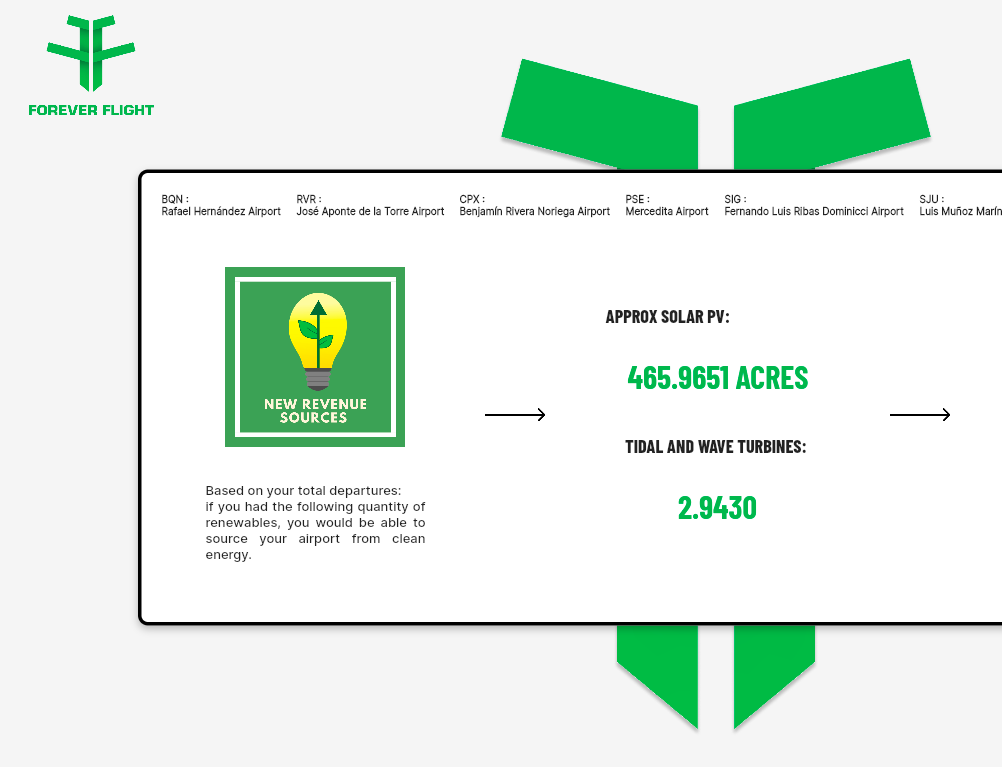 FOREVER FLIGHT
BQN :
Rafael Hernández Airport
RVR :
José Aponte de la Torre Airport
CPX :
Benjamín Rivera Noriega Airport
PSE :
Mercedita Airport
SIG :
Fernando Luis Ribas Dominicci Airport
SJU :
Luis Muñoz Marín
NEW REVENUE
SOURCES
Based on your total departures:
if you had the following quantity of
renewables, you would be able to
source your airport from clean
energy.
APPROX SOLAR PV:
465.9651 ACRES
TIDAL AND WAVE TURBINES:
2.9430